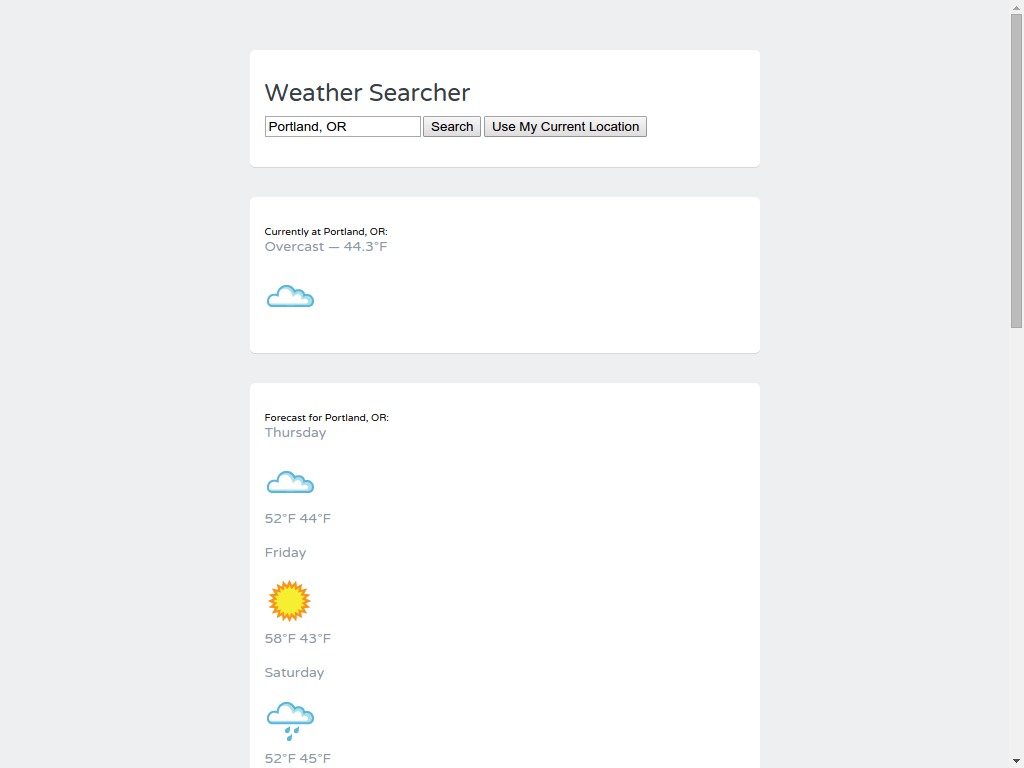 Weather Searcher
Portland, OR Search Use My Current Location
Currently at Portland, OR:
Overcast — 44.3°F
Forecast for Portland, OR:
Thursday
52°F 44°F
Friday
58°F 43°F
Saturday
52°F 45°F